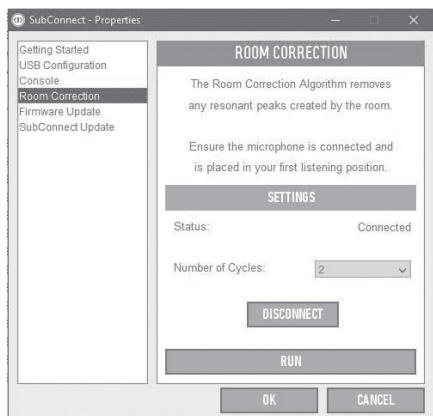 SubConnect - Properties
Getting Started
USB Configuration
Console
Room Correction
Firmware Update
SubConnect Update
ROOM CORRECTION
The Room Correction Algorithm removes
any resonant peaks created by the room.
Ensure the microphone is connected and
is placed in your first listening position.
SETTINGS
Status: Connected
Number of Cycles: 2
DISCONNECT
RUN
OK CANCEL